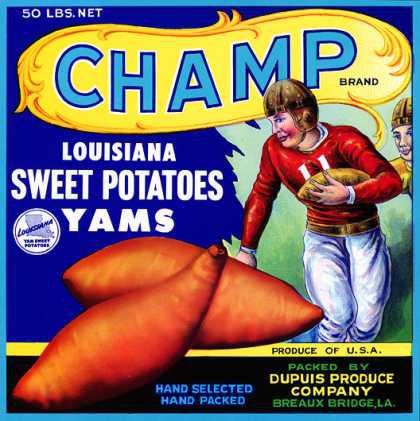 50 LBS. NET
CHAMP
BRAND
LOUISIANA
SWEET POTATOES
YAMS
LOUISIANA
YAM SWEET
POTATOES
11
PRODUCE OF U.S.A.
PACKED BY
DUPUIS PRODUCE
COMPANY
BREAUX BRIDGE, LA.
HAND SELECTED
HAND PACKED